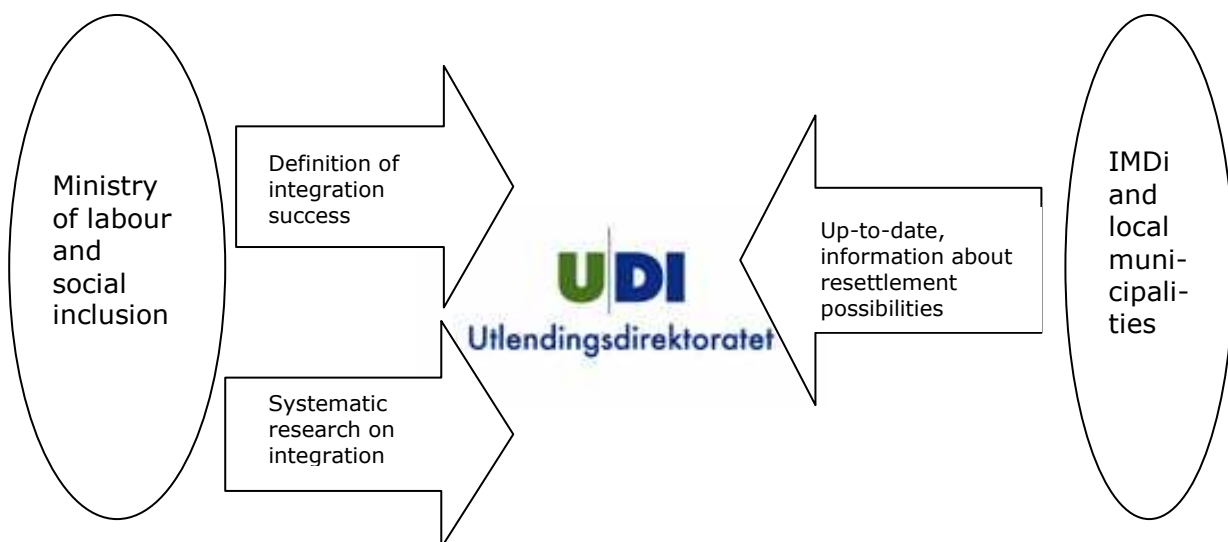 Ministry
of labour
and
social
inclusion
Definition of
integration
success
Systematic
research on
integration
UDI
Utlendingsdirektoratet
Up-to-date,
information about
resettlement
possibilities
IMDi
and
local
muni-
cipali-
ties